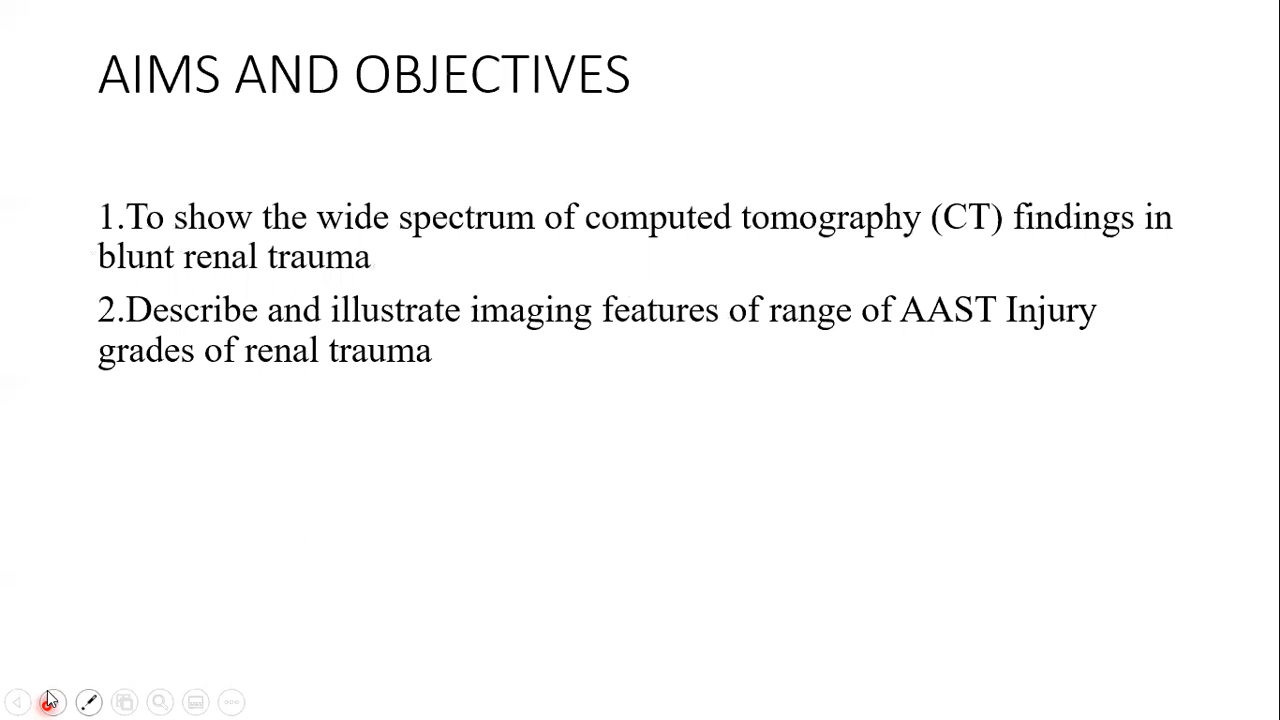 AIMS AND OBJECTIVES
1.To show the wide spectrum of computed tomography (CT) findings in
blunt renal trauma
2.Describe and illustrate imaging features of range of AAST Injury
grades of renal trauma